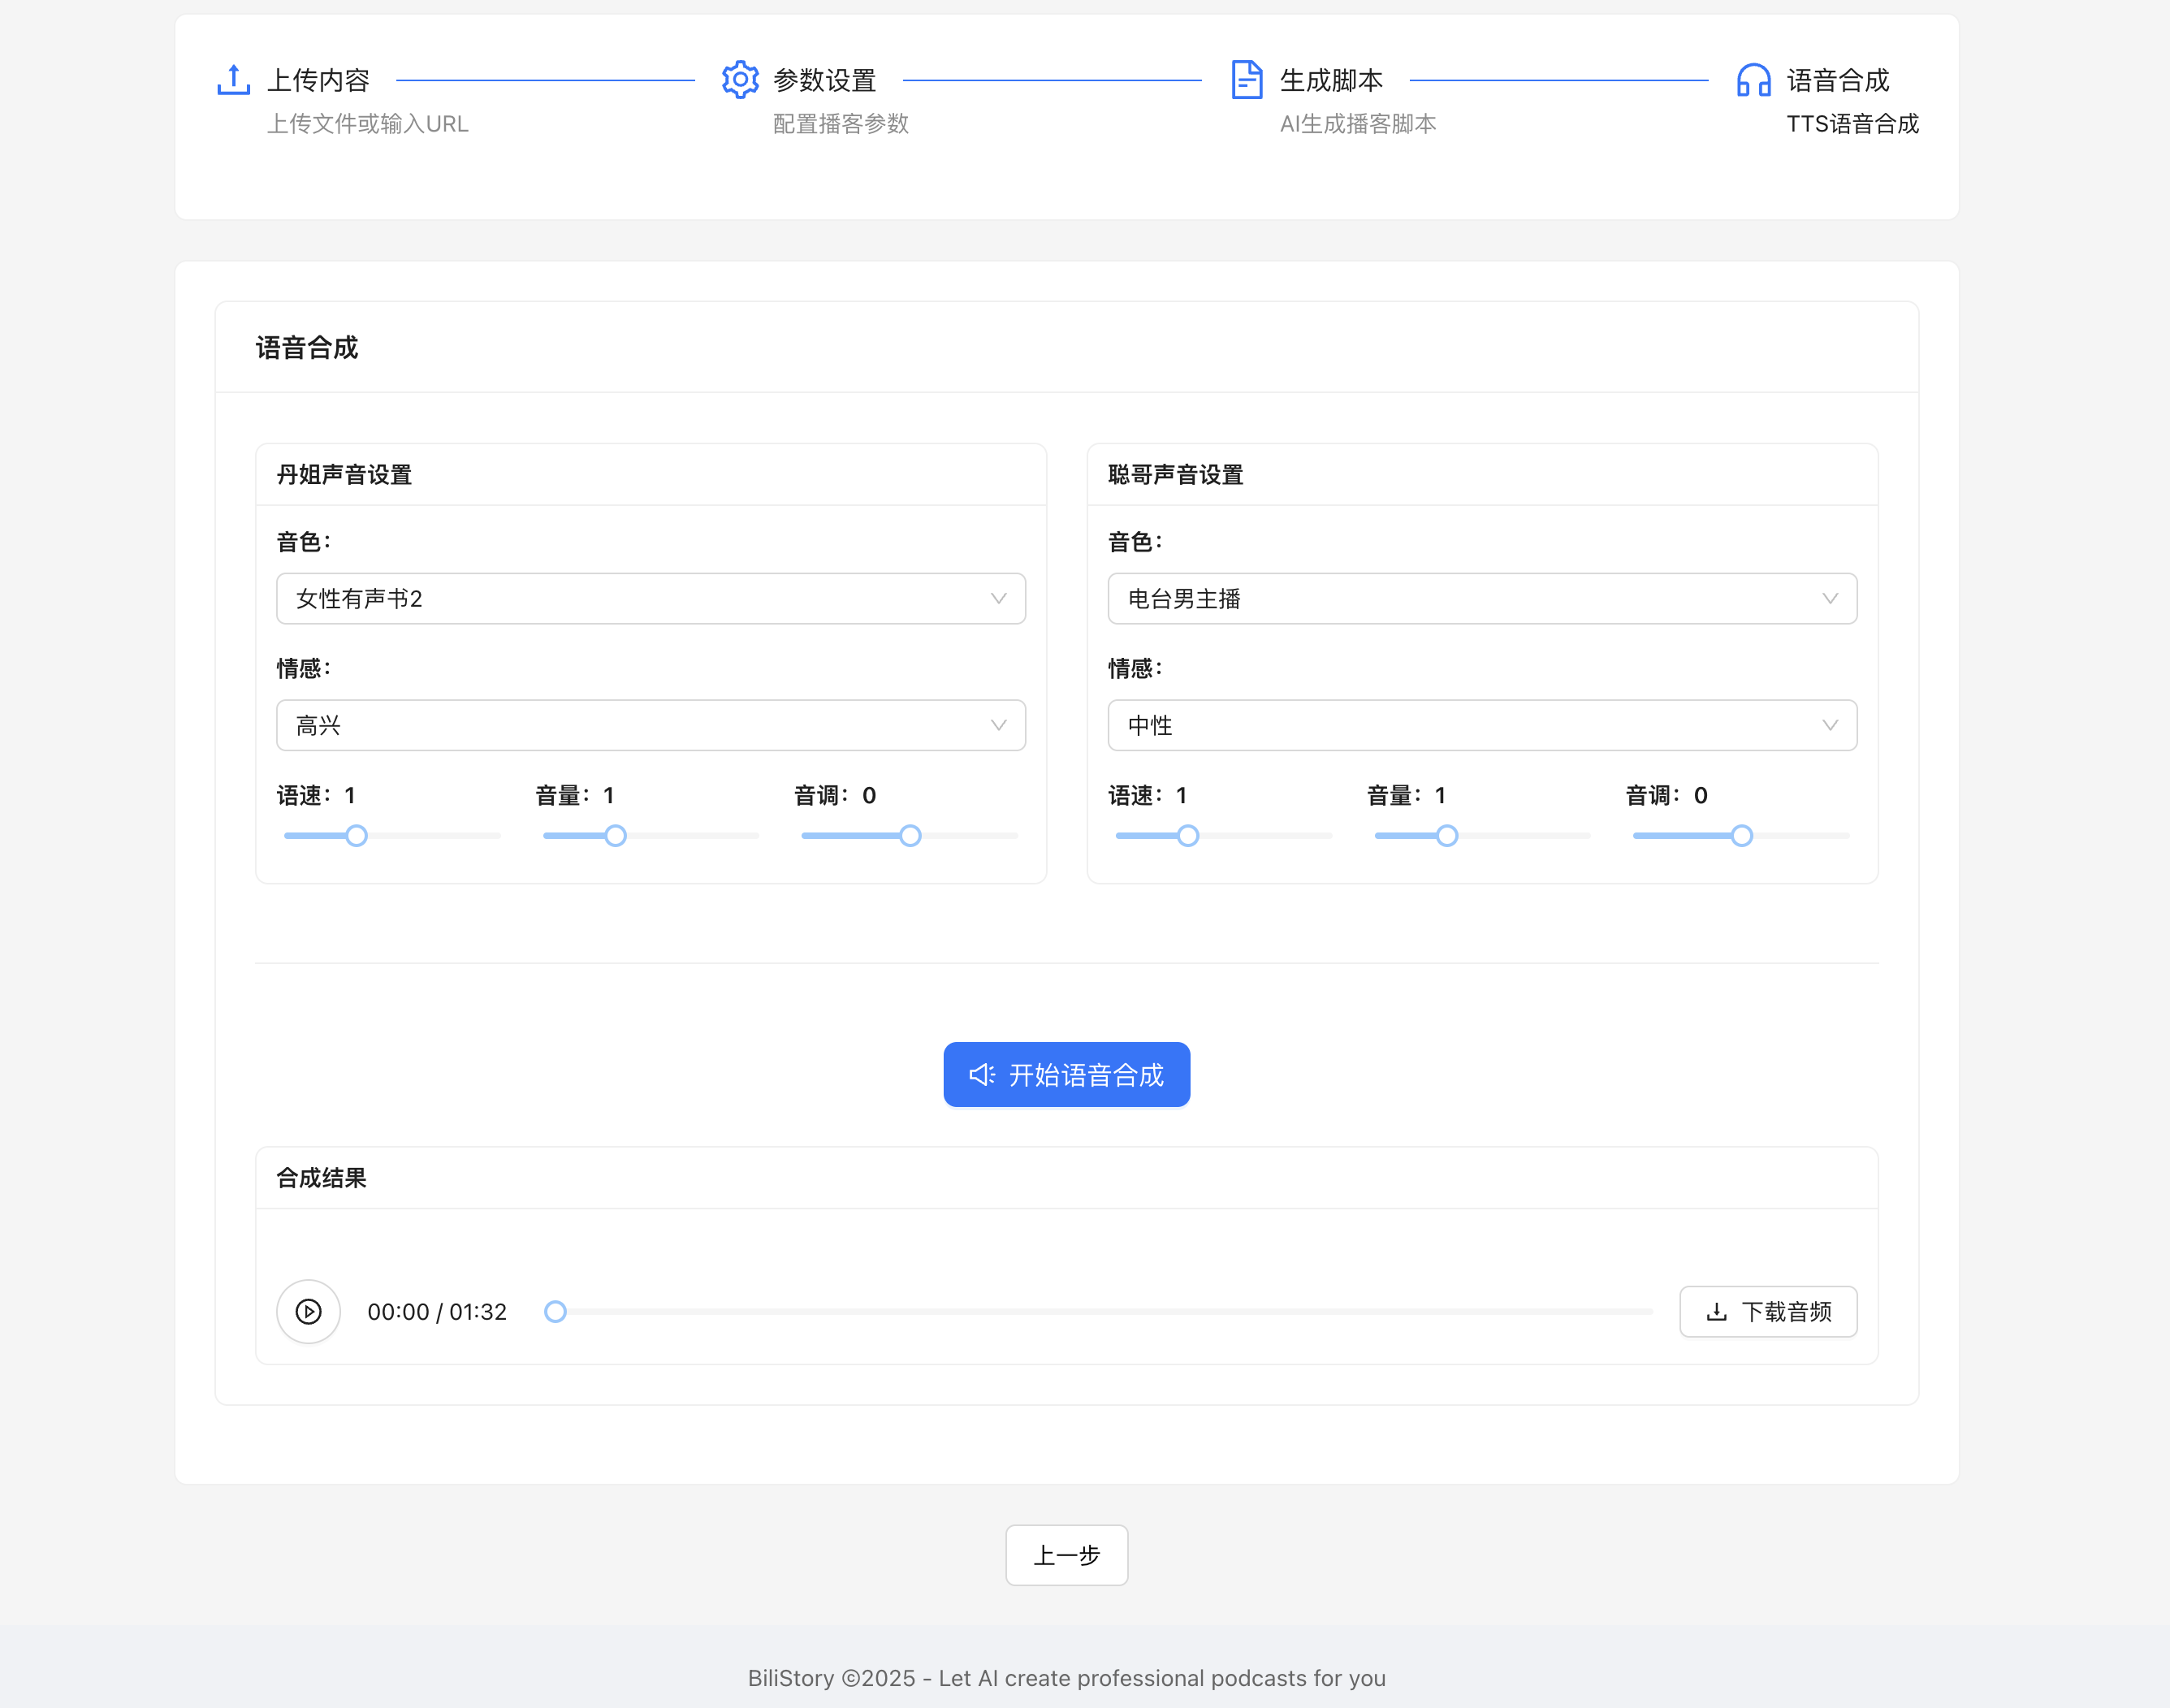 上传内容
上传文件或输入URL
参数设置
配置播客参数
生成脚本
AI生成播客脚本
语音合成
TTS语音合成
语音合成
丹姐声音设置
音色：
女性有声书2
情感：
高兴
语速：1
音量：1
音调：0
聪哥声音设置
音色：
电台男主播
情感：
中性
语速：1
音量：1
音调：0
开始语音合成
合成结果
00:00 / 01:32
下载音频
上一步
BiliStory ©2025 - Let AI create professional podcasts for you